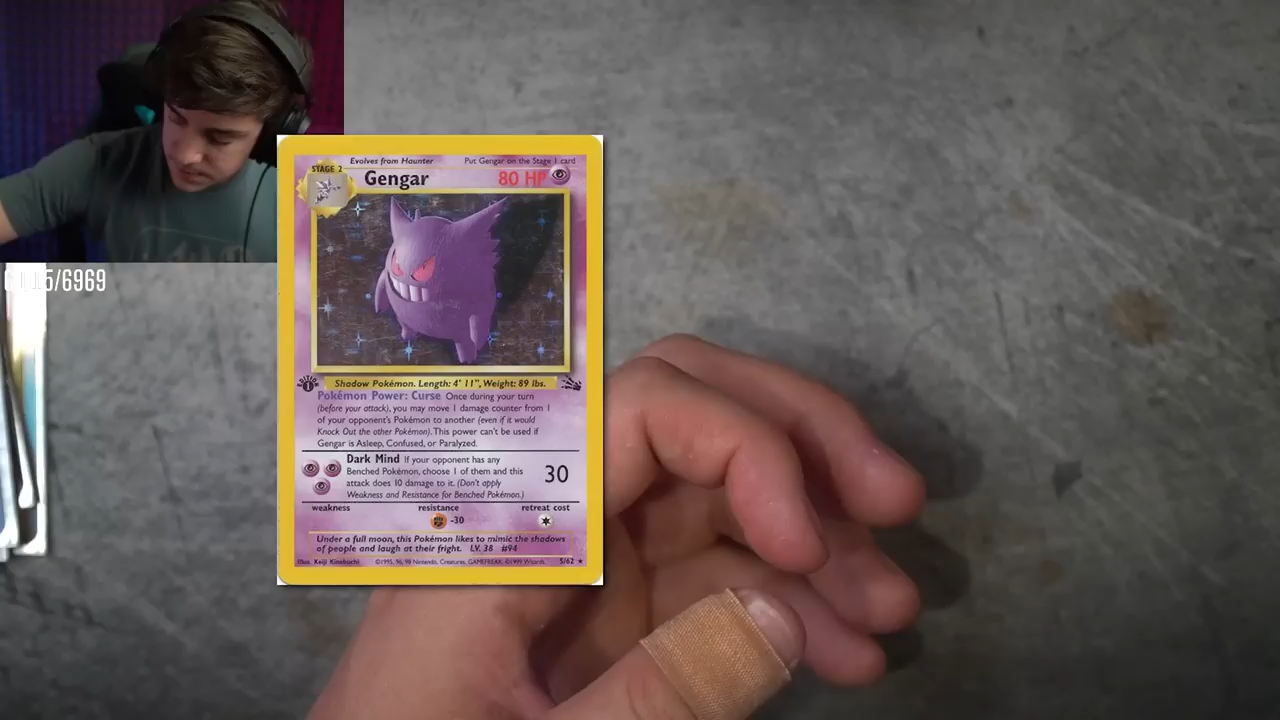 Evolves from Haunter Put Gengar on the Stage 1 card
STAGE 2
Gengar 80 HP
5/6969
EDITION 1
Shadow Pokémon. Length: 4' 11", Weight: 89 lbs.
Pokémon Power: Curse Once during your turn
(before your attack), you may move 1 damage counter from 1
of your opponent's Pokémon to another (even if it would
Knock Out the other Pokémon). This power can't be used if
Gengar is Asleep, Confused, or Paralyzed.
Dark Mind If your opponent has any
Benched Pokémon, choose 1 of them and this
attack does 10 damage to it. (Don't apply
Weakness and Resistance for Benched Pokémon.)
30
weakness resistance retreat cost
-30
Under a full moon, this Pokémon likes to mimic the shadows
of people and laugh at their fright. LV. 38 #94
Illus. Keiji Kinebuchi ©1995, 96, 98 Nintendo, Creatures, GAMEFREAK. ©1999 Wizards. 5/62 ★